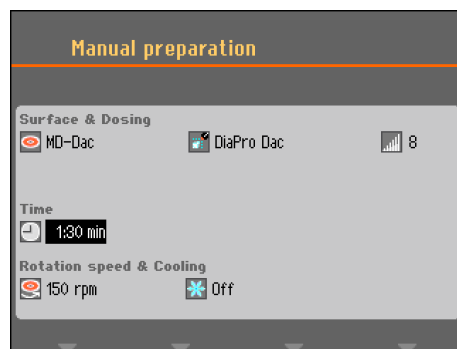 Manual preparation
Surface & Dosing
MD-Dac DiaPro Dac 8
Time
1:30 min
Rotation speed & Cooling
150 rpm Off